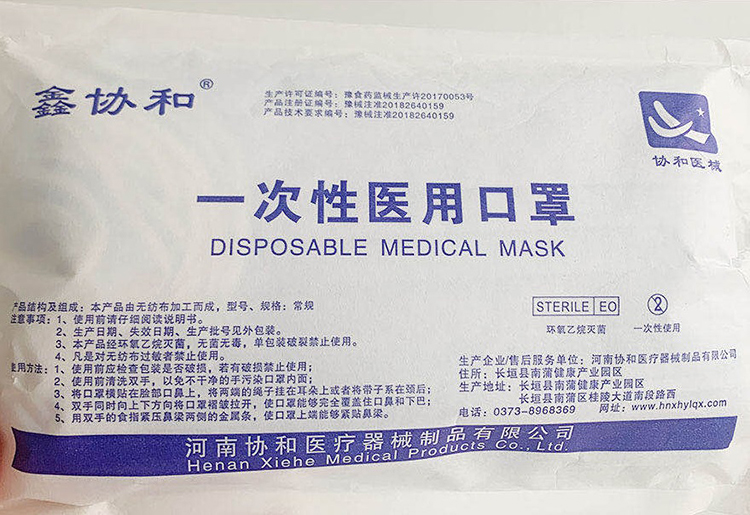 鑫协和®
生产许可证编号：豫食药监械生产许20170053号
产品注册证编号：豫械注准20182640159
产品技术要求编号：豫械注准20182640159
协和医械
一次性医用口罩
DISPOSABLE MEDICAL MASK
产品结构及组成：本产品由无纺布加工而成，型号、规格：常规
注意事项：1、使用前请仔细阅读说明书。
2、生产日期、失效日期、生产批号见外包装。
3、本产品经环氧乙烷灭菌，无菌无毒，单包装破裂禁止使用。
4、凡是对无纺布过敏者禁止使用。
使用方法：1、使用前应检查包装是否破损，若有破损禁止使用；
2、使用前清洗双手，以免不干净的手污染口罩内面；
3、将口罩横贴在脸部口鼻上，将两端的绳子挂在耳朵上或者将带子系在颈后；
4、双手同时向上下方向将口罩褶皱拉开，使口罩能够完全覆盖住口鼻和下巴；
5、用双手的食指紧压鼻梁两侧的金属条，使口罩上端能够紧贴鼻梁。
STERILE EO
环氧乙烷灭菌
2
一次性使用
生产企业/售后服务单位：河南协和医疗器械制品有限公司
住所：长垣县南蒲健康产业园区
生产地址：长垣县南蒲健康产业园区
长垣县南蒲区桂陵大道南段路西
电话：0373-8968369 网址：www.hnxhylqx.com
河南协和医疗器械制品有限公司
Henan Xiehe Medical Products Co., Ltd.